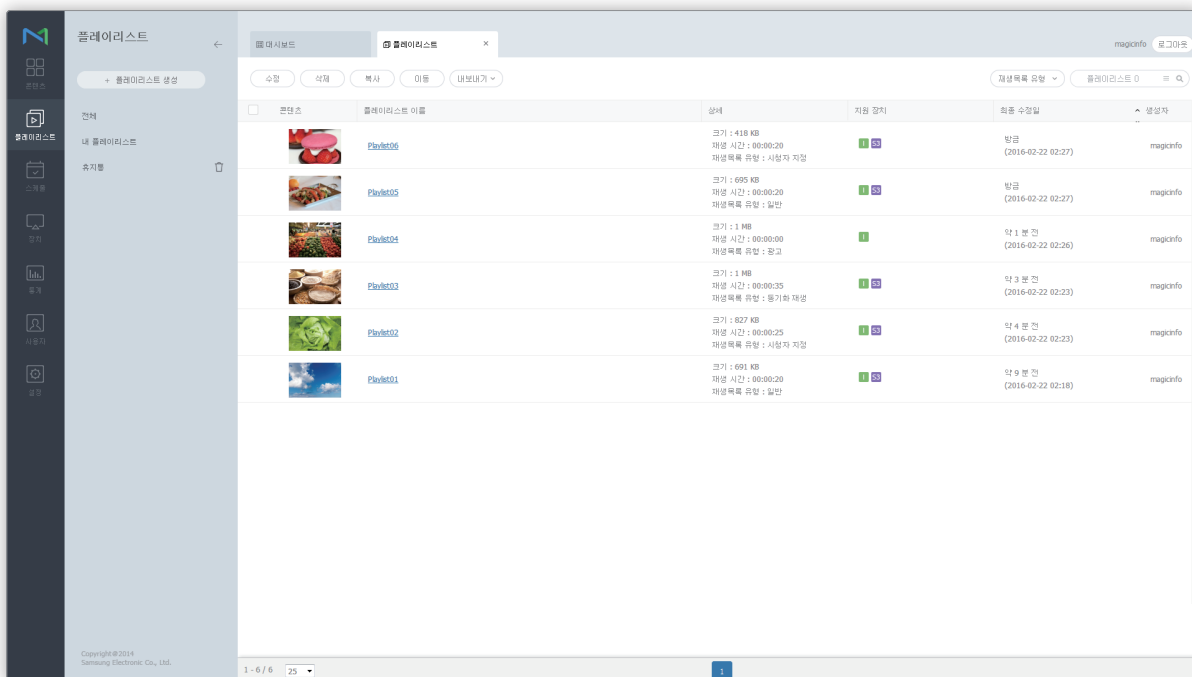 플레이리스트
←
+ 플레이리스트 생성
전체
내 플레이리스트
휴지통
콘텐츠
플레이리스트
스케줄
장치
통계
사용자
설정
Copyright@2014
Samsung Electronic Co., Ltd.
대시보드
플레이리스트 ×
magicinfo 로그아웃
수정 삭제 복사 이동 내보내기
재생목록 유형 플레이리스트 0
콘텐츠 플레이리스트 이름 상세 지원 장치 최종 수정일 생성자
Playlist06
크기 : 418 KB
재생 시간 : 00:00:20
재생목록 유형 : 시청자 지정
I S3
방금
(2016-02-22 02:27)
magicinfo
Playlist05
크기 : 695 KB
재생 시간 : 00:00:20
재생목록 유형 : 일반
I S3
방금
(2016-02-22 02:27)
magicinfo
Playlist04
크기 : 1 MB
재생 시간 : 00:00:00
재생목록 유형 : 광고
I
약 1 분 전
(2016-02-22 02:26)
magicinfo
Playlist03
크기 : 1 MB
재생 시간 : 00:00:35
재생목록 유형 : 동기화 재생
I S3
약 3 분 전
(2016-02-22 02:23)
magicinfo
Playlist02
크기 : 827 KB
재생 시간 : 00:00:25
재생목록 유형 : 시청자 지정
I S3
약 4 분 전
(2016-02-22 02:23)
magicinfo
Playlist01
크기 : 691 KB
재생 시간 : 00:00:20
재생목록 유형 : 일반
I S3
약 9 분 전
(2016-02-22 02:18)
magicinfo
1 - 6 / 6 25
1